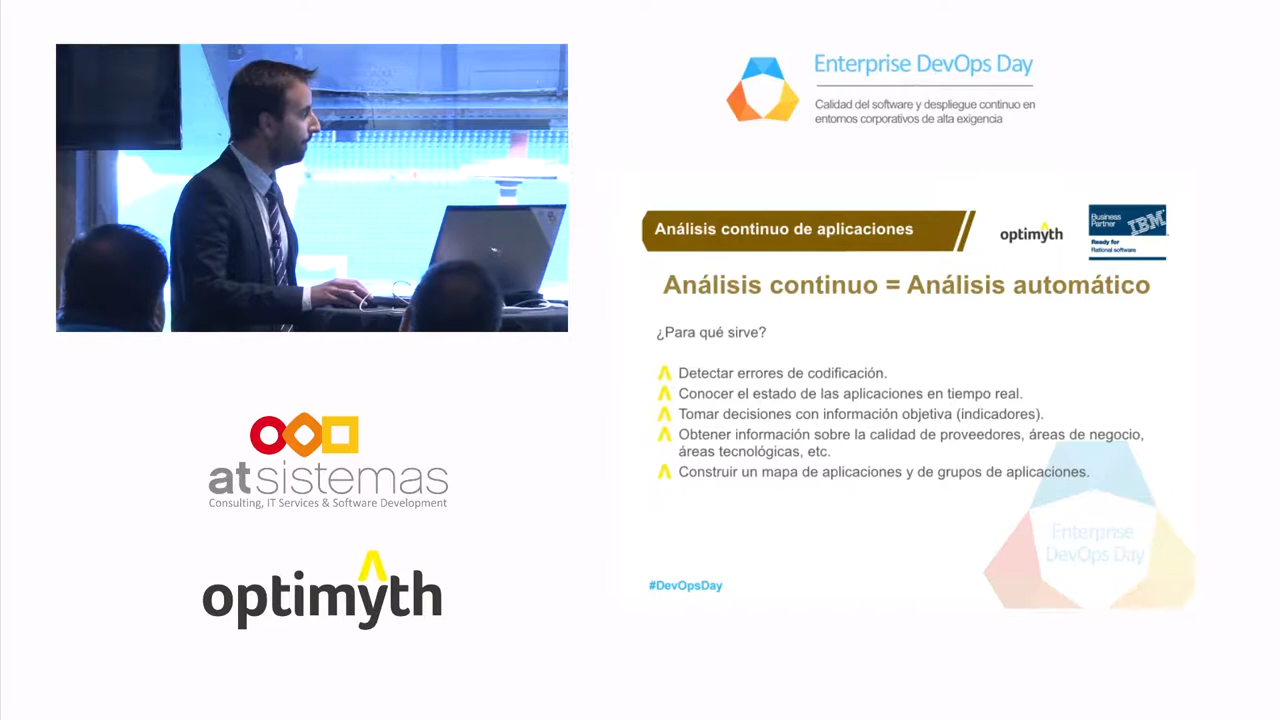 Enterprise DevOps Day
Calidad del software y despliegue continuo en
entornos corporativos de alta exigencia
Análisis continuo de aplicaciones
optimyth
Business
Partner
IBM
Ready for
Rational software
Análisis continuo = Análisis automático
¿Para qué sirve?
Detectar errores de codificación.
Conocer el estado de las aplicaciones en tiempo real.
Tomar decisiones con información objetiva (indicadores).
Obtener información sobre la calidad de proveedores, áreas de negocio,
áreas tecnológicas, etc.
Construir un mapa de aplicaciones y de grupos de aplicaciones.
Enterprise
DevOps Day
#DevOpsDay
atsistemas
Consulting, IT Services & Software Development
optimyth